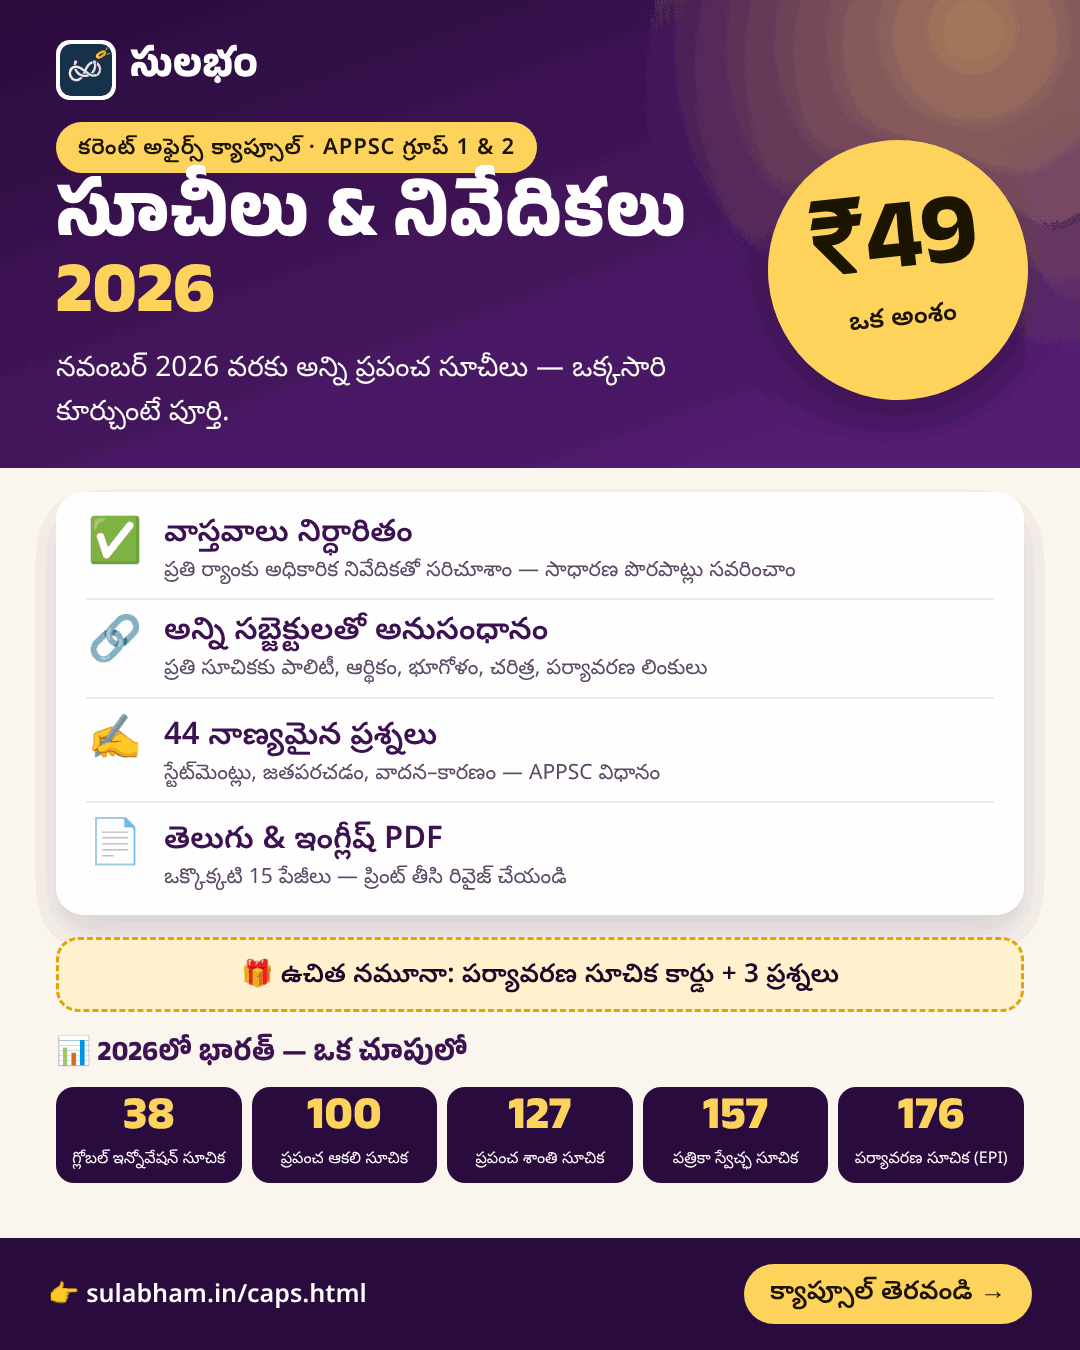 సులభం
కరెంట్ అఫైర్స్ క్యాప్సూల్ · APPSC గ్రూప్ 1 & 2
సూచీలు & నివేదికలు
2026
₹49
ఒక అంశం
నవంబర్ 2026 వరకు అన్ని ప్రపంచ సూచీలు — ఒక్కసారి
కూర్చుంటే పూర్తి.
వాస్తవాలు నిర్ధారితం
ప్రతి ర్యాంకు అధికారిక నివేదికతో సరిచూశాం — సాధారణ పొరపాట్లు సవరించాం
అన్ని సబ్జెక్టులతో అనుసంధానం
ప్రతి సూచికకు పాలిటీ, ఆర్థికం, భూగోళం, చరిత్ర, పర్యావరణ లింకులు
44 నాణ్యమైన ప్రశ్నలు
స్టేట్‌మెంట్లు, జతపరచడం, వాదన–కారణం — APPSC విధానం
తెలుగు & ఇంగ్లీష్ PDF
ఒక్కొక్కటి 15 పేజీలు — ప్రింట్ తీసి రివైజ్ చేయండి
ఉచిత నమూనా: పర్యావరణ సూచిక కార్డు + 3 ప్రశ్నలు
2026లో భారత్ — ఒక చూపులో
38
గ్లోబల్ ఇన్నోవేషన్ సూచిక
100
ప్రపంచ ఆకలి సూచిక
127
ప్రపంచ శాంతి సూచిక
157
పత్రికా స్వేచ్ఛ సూచిక
176
పర్యావరణ సూచిక (EPI)
sulabham.in/caps.html
క్యాప్సూల్ తెరవండి →